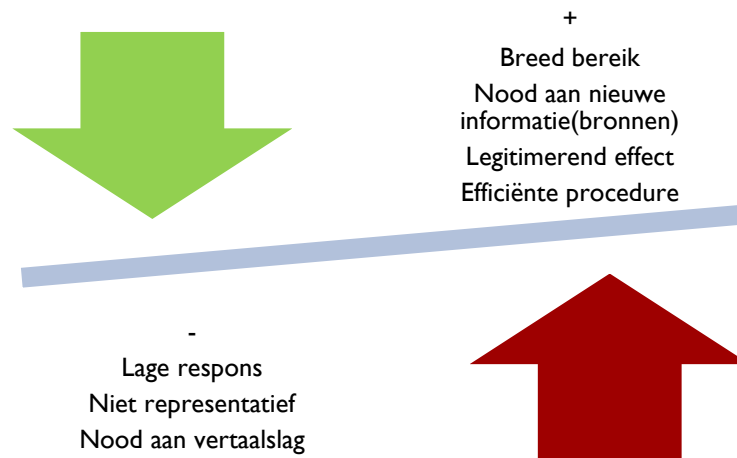 +
Breed bereik
Nood aan nieuwe
informatie(bronnen)
Legitimerend effect
Efficiënte procedure
-
Lage respons
Niet representatief
Nood aan vertaalslag